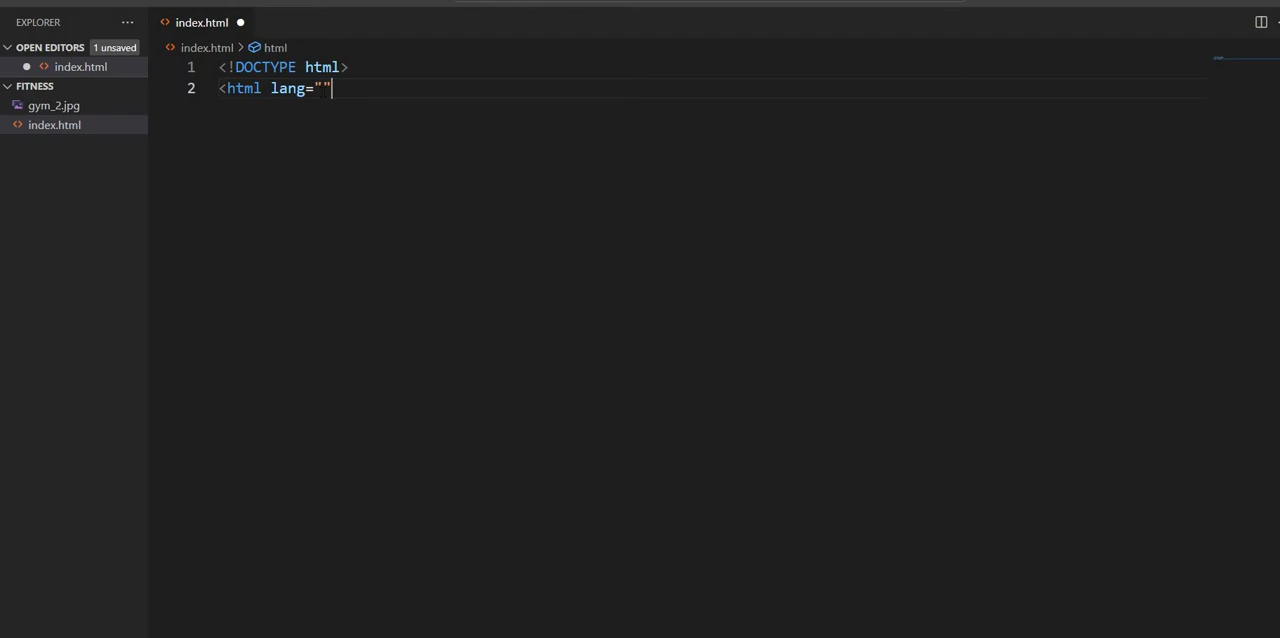 EXPLORER ···
OPEN EDITORS 1 unsaved
index.html
FITNESS
gym_2.jpg
index.html
index.html
index.html > html
1 <!DOCTYPE html>
2 <html lang=""